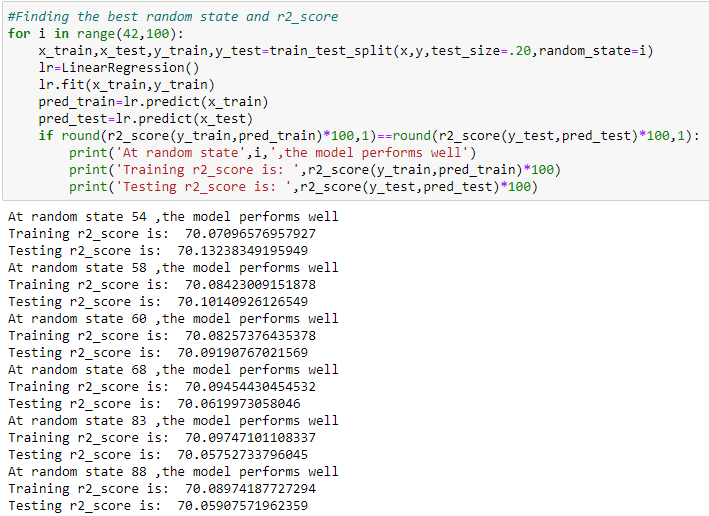 #Finding the best random state and r2_score
for i in range(42,100):
    x_train,x_test,y_train,y_test=train_test_split(x,y,test_size=.20,random_state=i)
    lr=LinearRegression()
    lr.fit(x_train,y_train)
    pred_train=lr.predict(x_train)
    pred_test=lr.predict(x_test)
    if round(r2_score(y_train,pred_train)*100,1)==round(r2_score(y_test,pred_test)*100,1):
        print('At random state',i,',the model performs well')
        print('Training r2_score is: ',r2_score(y_train,pred_train)*100)
        print('Testing r2_score is: ',r2_score(y_test,pred_test)*100)
At random state 54 ,the model performs well
Training r2_score is:  70.07096576957927
Testing r2_score is:  70.13238349195949
At random state 58 ,the model performs well
Training r2_score is:  70.08423009151878
Testing r2_score is:  70.10140926126549
At random state 60 ,the model performs well
Training r2_score is:  70.08257376435378
Testing r2_score is:  70.09190767021569
At random state 68 ,the model performs well
Training r2_score is:  70.09454430454532
Testing r2_score is:  70.0619973058046
At random state 83 ,the model performs well
Training r2_score is:  70.09747101108337
Testing r2_score is:  70.05752733796045
At random state 88 ,the model performs well
Training r2_score is:  70.08974187727294
Testing r2_score is:  70.05907571962359